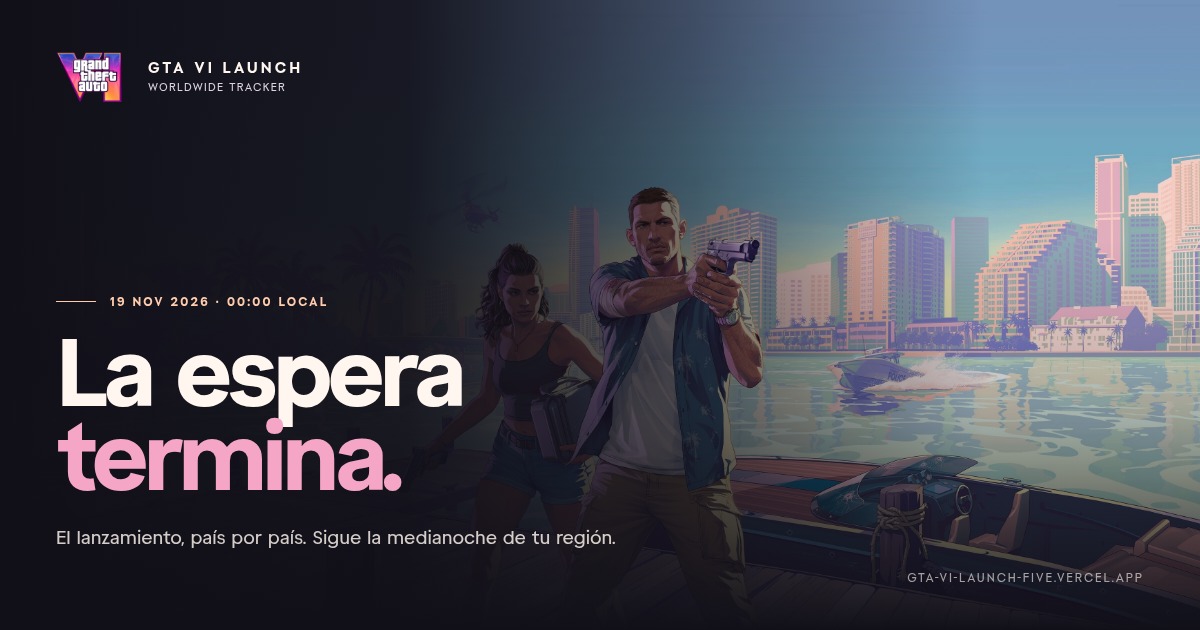 grand
theft
auto
VI
GTA VI LAUNCH
WORLDWIDE TRACKER
19 NOV 2026 · 00:00 LOCAL
La espera
termina.
El lanzamiento, país por país. Sigue la medianoche de tu región.
GTA-VI-LAUNCH-FIVE.VERCEL.APP